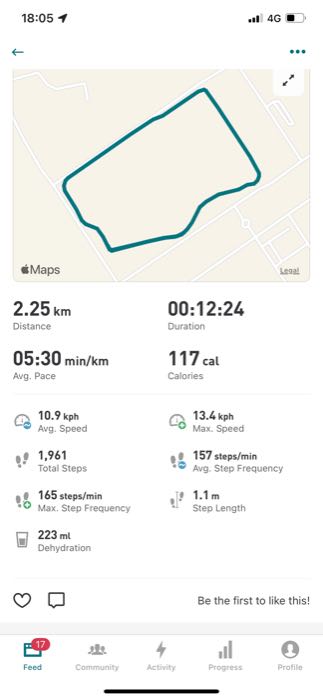 18:05
4G
Maps
Legal
2.25 km
00:12:24
Distance
Duration
05:30 min/km
117 cal
Avg. Pace
Calories
10.9 kph
13.4 kph
Avg. Speed
Max. Speed
1,961
157 steps/min
Total Steps
Avg. Step Frequency
165 steps/min
1.1 m
Max. Step Frequency
Step Length
223 ml
Dehydration
Be the first to like this!
17
Feed
Community
Activity
Progress
Profile